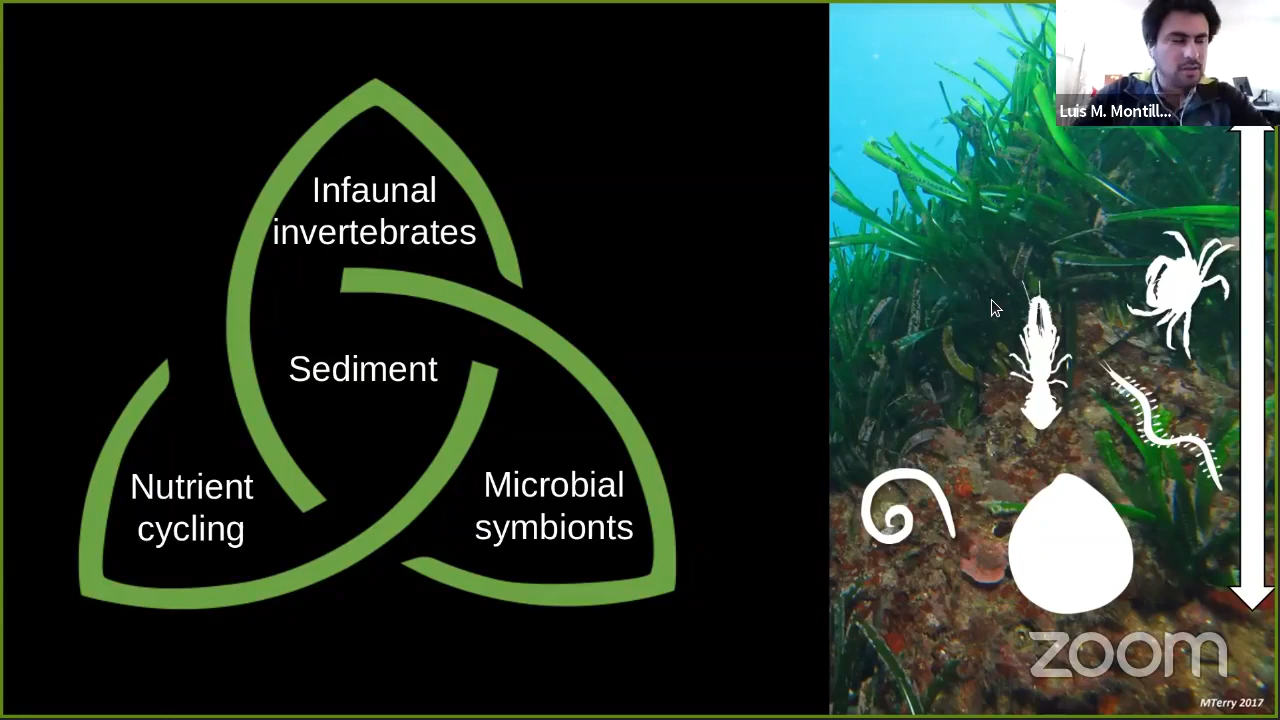 Infaunal
invertebrates
Sediment
Nutrient
cycling
Microbial
symbionts
Luis M. Montill...
zoom
MTerry 2017